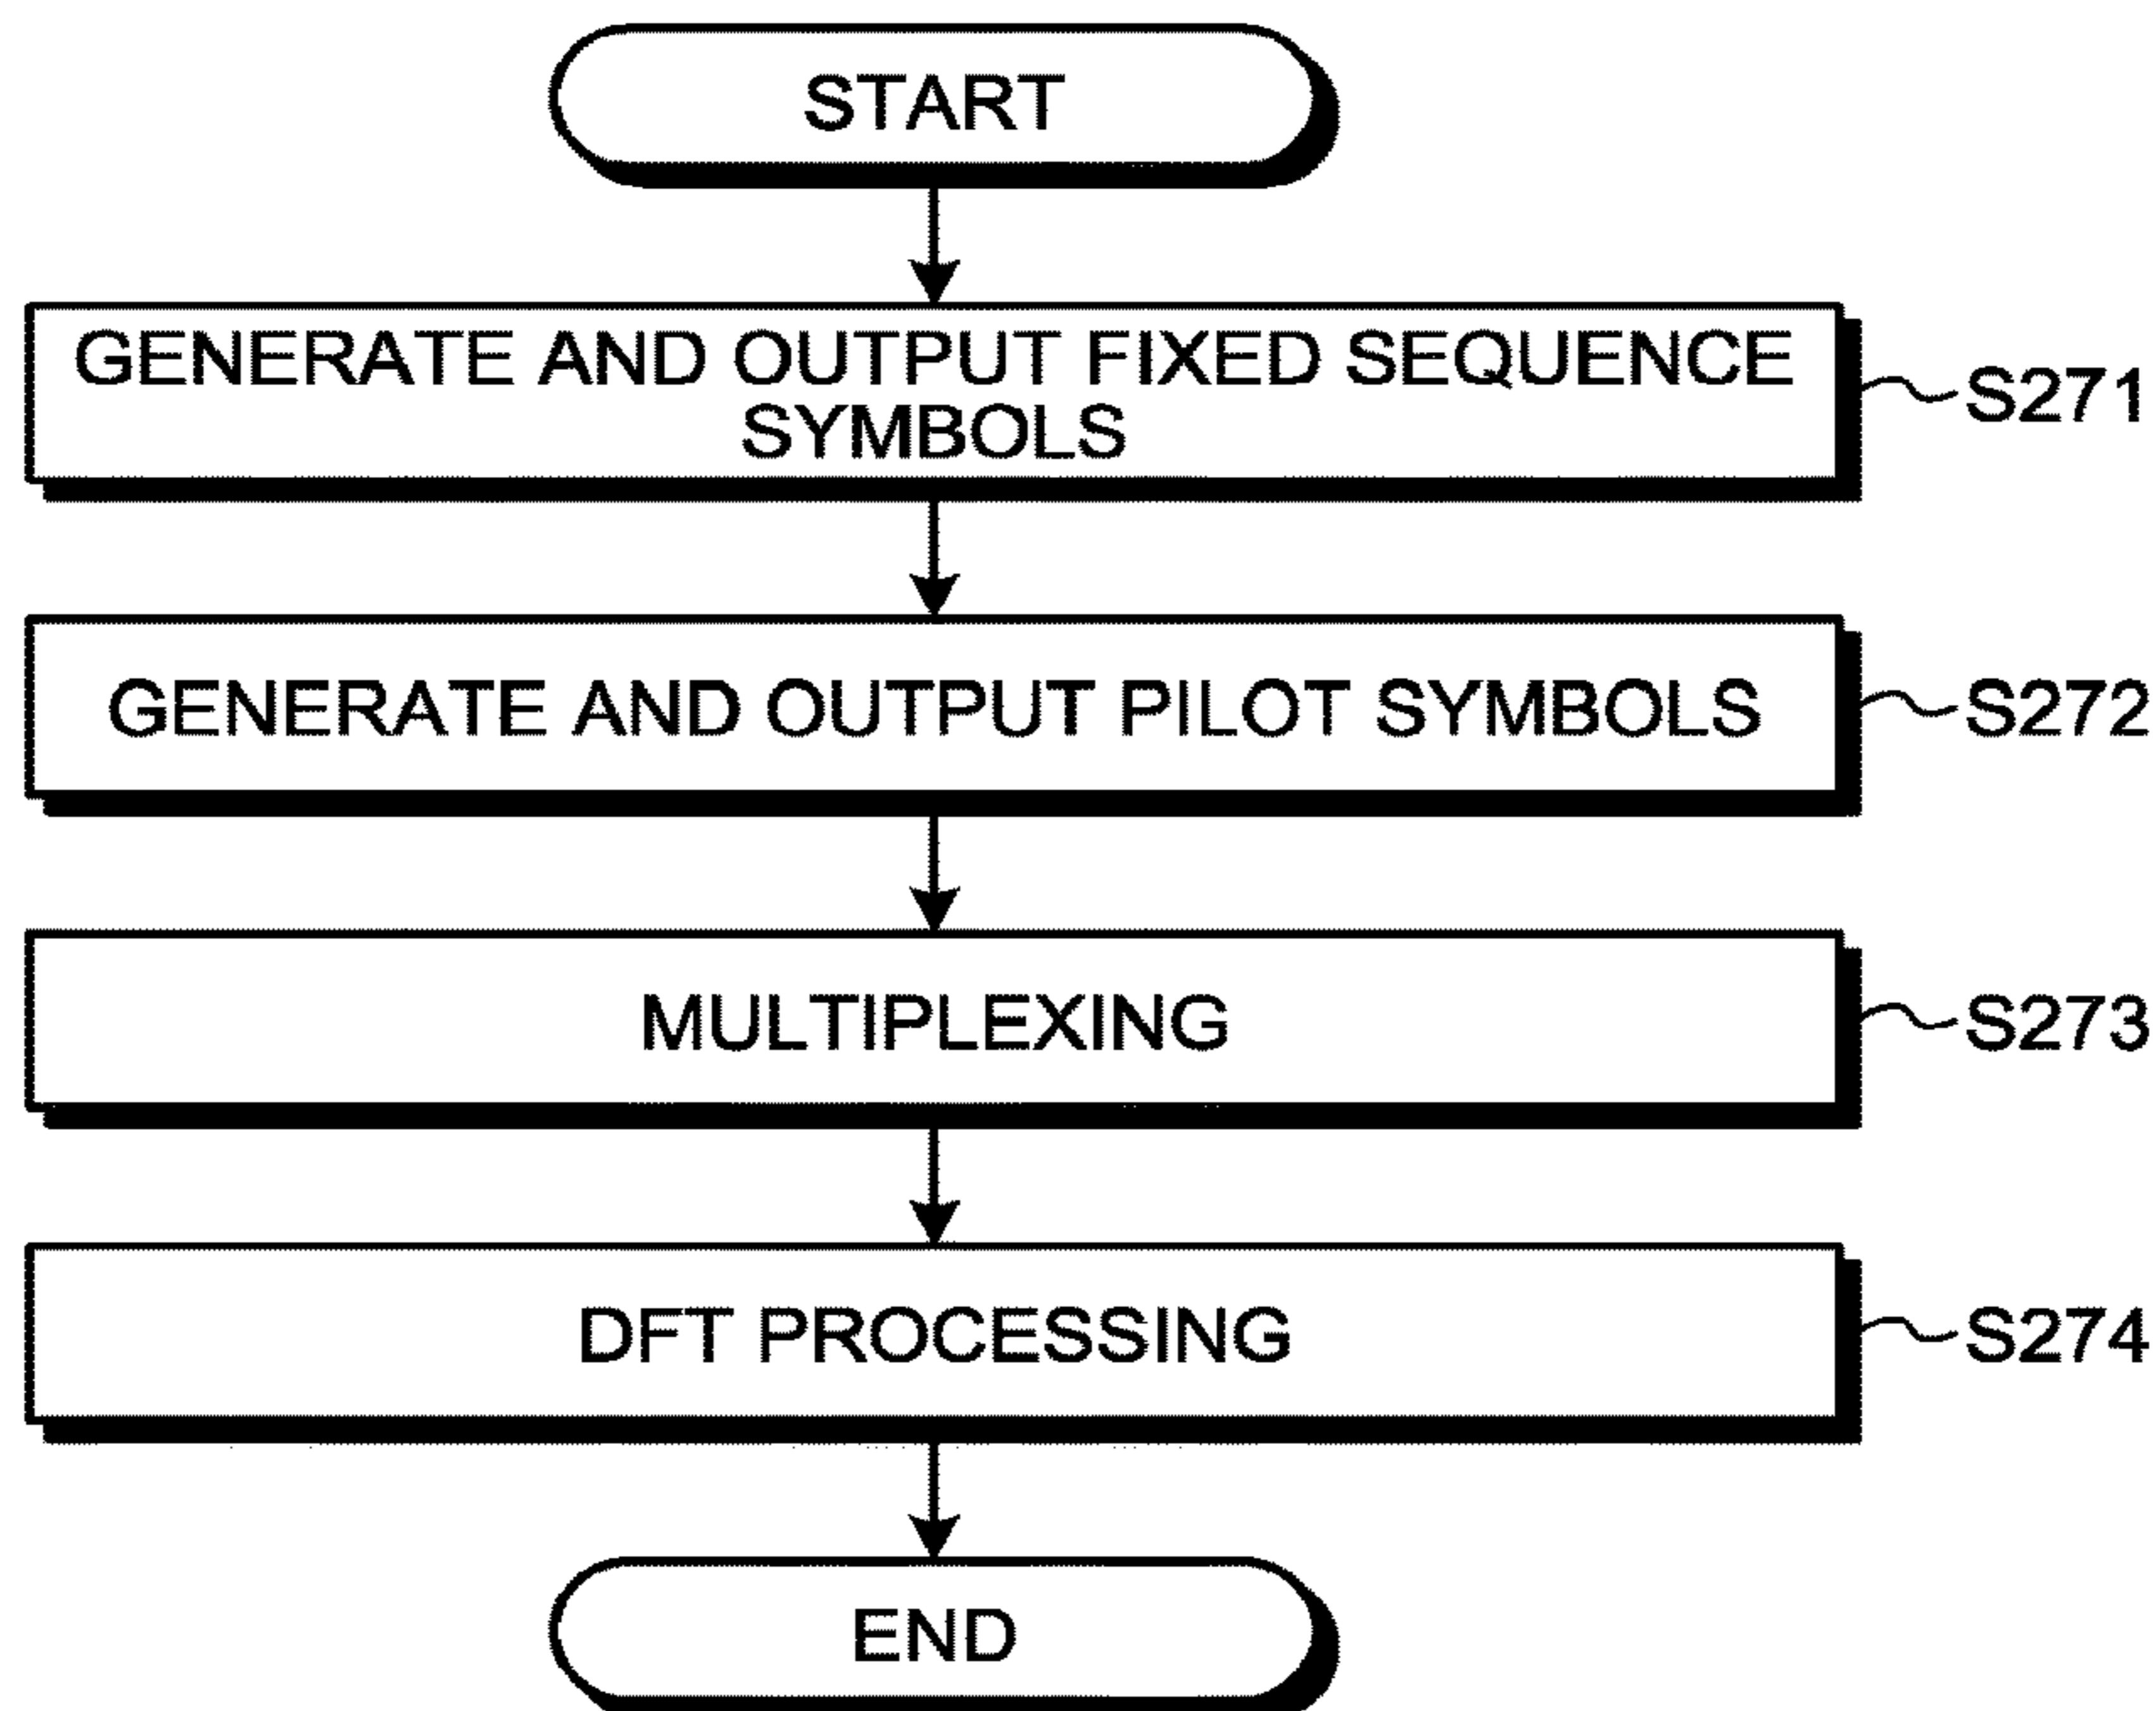 START
GENERATE AND OUTPUT FIXED SEQUENCE
SYMBOLS
S271
GENERATE AND OUTPUT PILOT SYMBOLS
S272
MULTIPLEXING
S273
DFT PROCESSING
S274
END